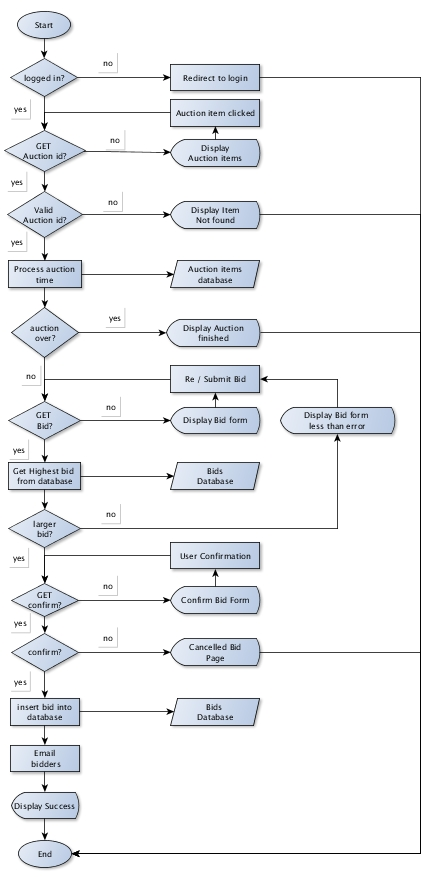 Start
logged in?
no
Redirect to login
yes
Auction item clicked
GET
Auction id?
no
Display
Auction items
yes
Valid
Auction id?
no
Display Item
Not found
yes
Process auction
time
Auction items
database
auction
over?
yes
Display Auction
finished
no
Re / Submit Bid
GET
Bid?
no
Display Bid form
Display Bid form
less than error
yes
Get Highest bid
from database
Bids
Database
larger
bid?
no
yes
User Confirmation
GET
confirm?
no
Confirm Bid Form
yes
confirm?
no
Cancelled Bid
Page
yes
insert bid into
database
Bids
Database
Email
bidders
Display Success
End